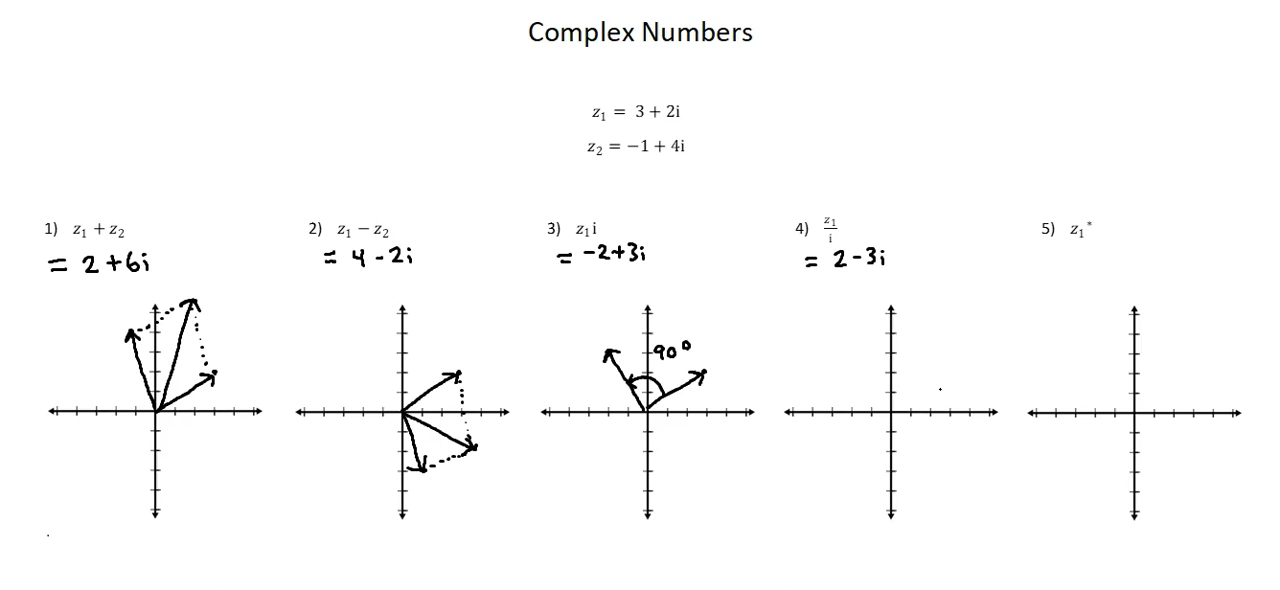 Complex Numbers
z₁ = 3 + 2i
z₂ = −1 + 4i
1) z₁ + z₂
= 2 + 6i
2) z₁ − z₂
= 4 - 2i
3) z₁i
= -2+3i
90°
4) z₁/i
= 2 - 3i
5) z₁*